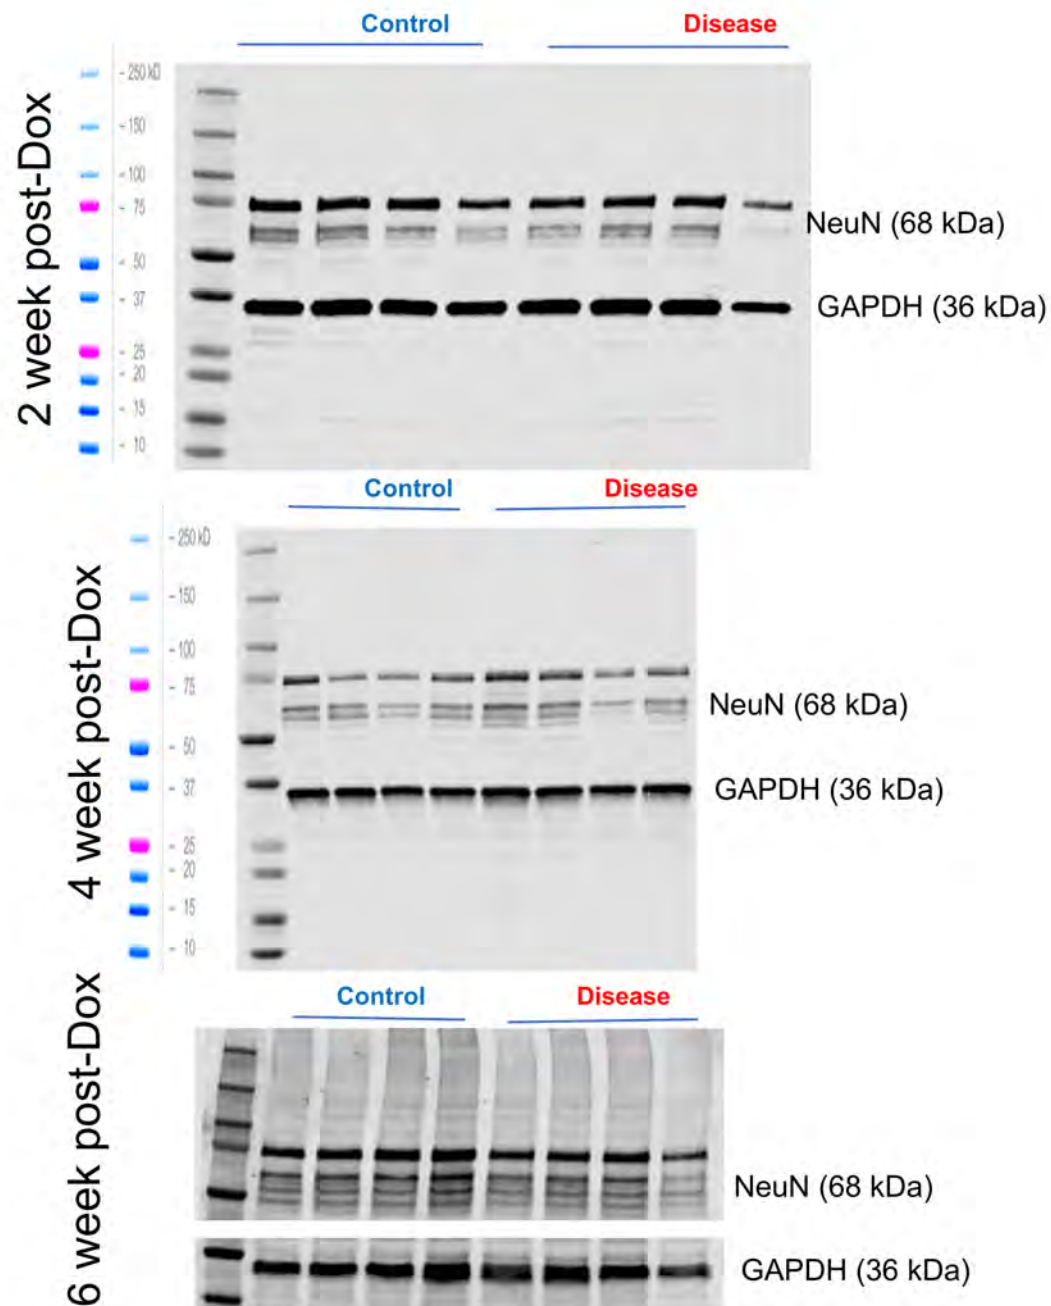 Control Disease
2 week post-Dox
- 250 kD
- 150
- 100
- 75
- 50
- 37
- 25
- 20
- 15
- 10
NeuN (68 kDa)
GAPDH (36 kDa)
Control Disease
4 week post-Dox
- 250 kD
- 150
- 100
- 75
- 50
- 37
- 25
- 20
- 15
- 10
NeuN (68 kDa)
GAPDH (36 kDa)
Control Disease
6 week post-Dox
NeuN (68 kDa)
GAPDH (36 kDa)